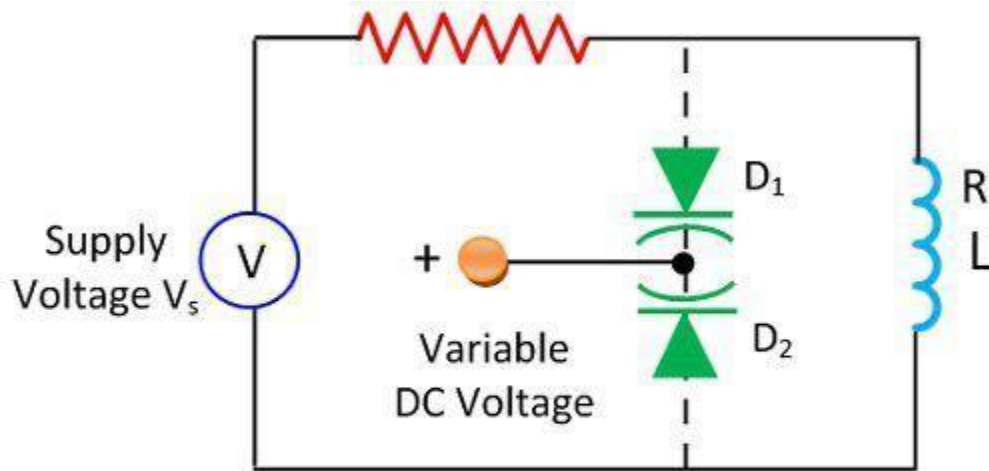 D₁
R
L
Supply
Voltage Vₛ
V
+
Variable
DC Voltage
D₂